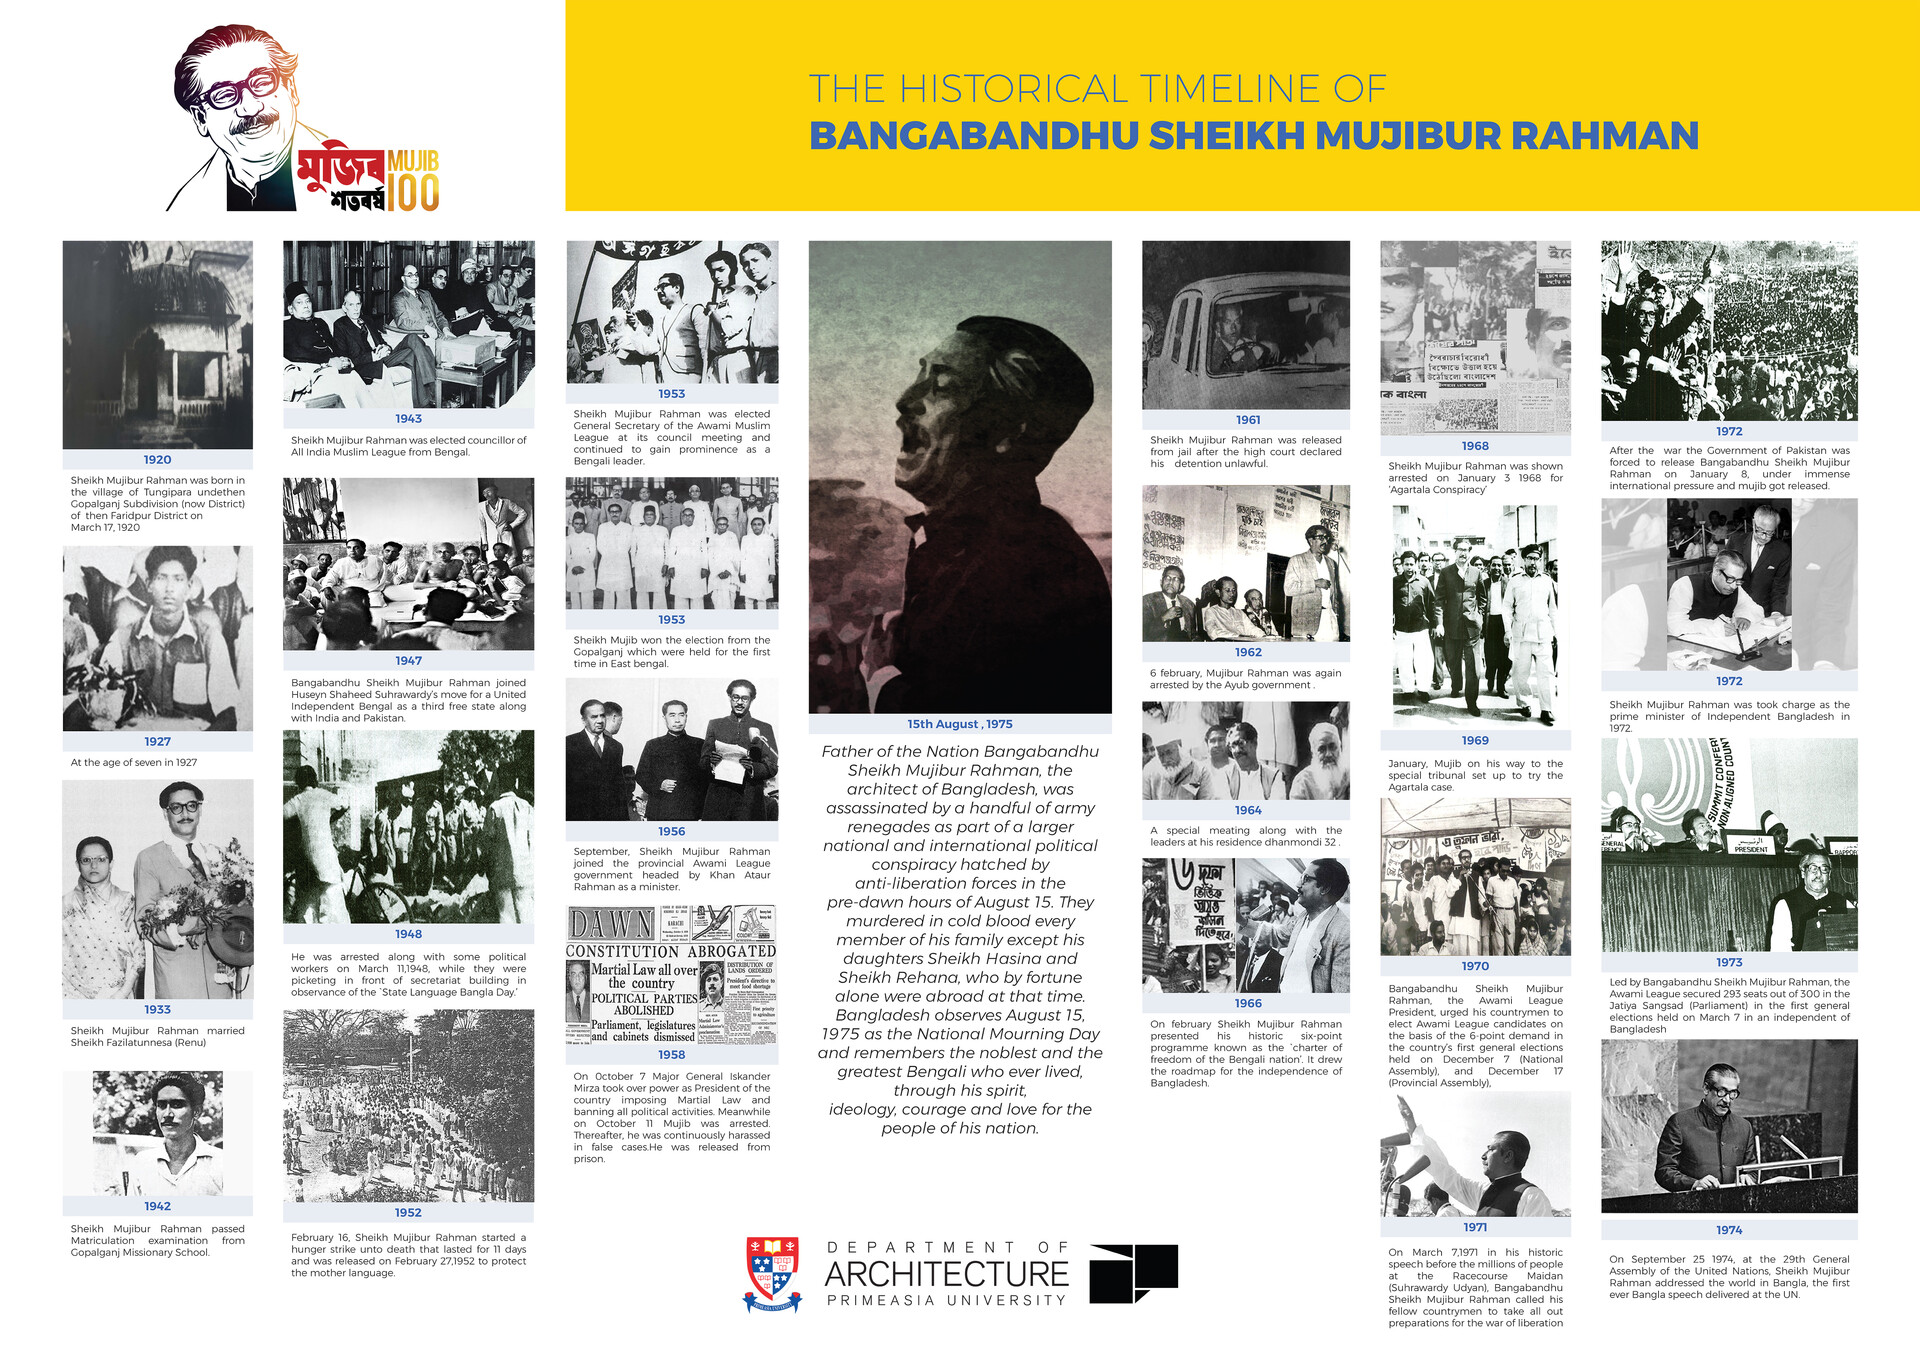 মুজিব
শতবর্ষ
MUJIB
100
THE HISTORICAL TIMELINE OF
BANGABANDHU SHEIKH MUJIBUR RAHMAN
1920
Sheikh Mujibur Rahman was born in
the village of Tungipara undethen
Gopalganj Subdivision (now District)
of then Faridpur District on
March 17, 1920
1927
At the age of seven in 1927
1933
Sheikh Mujibur Rahman married
Sheikh Fazilatunnesa (Renu)
1942
Sheikh Mujibur Rahman passed
Matriculation examination from
Gopalganj Missionary School.
1943
Sheikh Mujibur Rahman was elected councillor of
All India Muslim League from Bengal.
1947
Bangabandhu Sheikh Mujibur Rahman joined
Huseyn Shaheed Suhrawardy's move for a United
Independent Bengal as a third free state along
with India and Pakistan.
1948
He was arrested along with some political
workers on March 11,1948, while they were
picketing in front of secretariat building in
observance of the `State Language Bangla Day.'
1952
February 16, Sheikh Mujibur Rahman started a
hunger strike unto death that lasted for 11 days
and was released on February 27,1952 to protect
the mother language.
1953
Sheikh Mujibur Rahman was elected
General Secretary of the Awami Muslim
League at its council meeting and
continued to gain prominence as a
Bengali leader.
1953
Sheikh Mujib won the election from the
Gopalganj which were held for the first
time in East bengal.
1956
September, Sheikh Mujibur Rahman
joined the provincial Awami League
government headed by Khan Ataur
Rahman as a minister.
DAWN
KARACHI
CONSTITUTION ABROGATED
Martial Law all over
the country
POLITICAL PARTIES
ABOLISHED
Parliament, legislatures
and cabinets dismissed
DISTRIBUTION OF
LANDS ORDERED
President's directive to
meet food shortage
1958
On October 7 Major General Iskander
Mirza took over power as President of the
country imposing Martial Law and
banning all political activities. Meanwhile
on October 11 Mujib was arrested.
Thereafter, he was continuously harassed
in false cases.He was released from
prison.
15th August , 1975
Father of the Nation Bangabandhu
Sheikh Mujibur Rahman, the
architect of Bangladesh, was
assassinated by a handful of army
renegades as part of a larger
national and international political
conspiracy hatched by
anti-liberation forces in the
pre-dawn hours of August 15. They
murdered in cold blood every
member of his family except his
daughters Sheikh Hasina and
Sheikh Rehana, who by fortune
alone were abroad at that time.
Bangladesh observes August 15,
1975 as the National Mourning Day
and remembers the noblest and the
greatest Bengali who ever lived,
through his spirit,
ideology, courage and love for the
people of his nation.
DEPARTMENT OF
ARCHITECTURE
PRIMEASIA UNIVERSITY
1961
Sheikh Mujibur Rahman was released
from jail after the high court declared
his detention unlawful.
1962
6 february, Mujibur Rahman was again
arrested by the Ayub government .
1964
A special meating along with the
leaders at his residence dhanmondi 32 .
৬ দফা
ভিত্তিক
দিতে হবে
1966
On february Sheikh Mujibur Rahman
presented his historic six-point
programme known as the `charter of
freedom of the Bengali nation'. It drew
the roadmap for the independence of
Bangladesh.
স্বৈরাচার বিরোধী
বিক্ষোভে উত্তাল হয়ে
উঠেছিলো বাংলাদেশ
ক বাংলা
1968
Sheikh Mujibur Rahman was shown
arrested on January 3 1968 for
'Agartala Conspiracy'
1969
January, Mujib on his way to the
special tribunal set up to try the
Agartala case.
1970
Bangabandhu Sheikh Mujibur
Rahman, the Awami League
President, urged his countrymen to
elect Awami League candidates on
the basis of the 6-point demand in
the country's first general elections
held on December 7 (National
Assembly), and December 17
(Provincial Assembly),
1971
On March 7,1971 in his historic
speech before the millions of people
at the Racecourse Maidan
(Suhrawardy Udyan), Bangabandhu
Sheikh Mujibur Rahman called his
fellow countrymen to take all out
preparations for the war of liberation
1972
After the war the Government of Pakistan was
forced to release Bangabandhu Sheikh Mujibur
Rahman on January 8, under immense
international pressure and mujib got released.
1972
Sheikh Mujibur Rahman was took charge as the
prime minister of Independent Bangladesh in
1972.
SUMMIT CONFER
NON ALIGNED COUNT
PRESIDENT
1973
Led by Bangabandhu Sheikh Mujibur Rahman, the
Awami League secured 293 seats out of 300 in the
Jatiya Sangsad (Parliament) in the first general
elections held on March 7 in an independent of
Bangladesh
1974
On September 25 1974, at the 29th General
Assembly of the United Nations, Sheikh Mujibur
Rahman addressed the world in Bangla, the first
ever Bangla speech delivered at the UN.